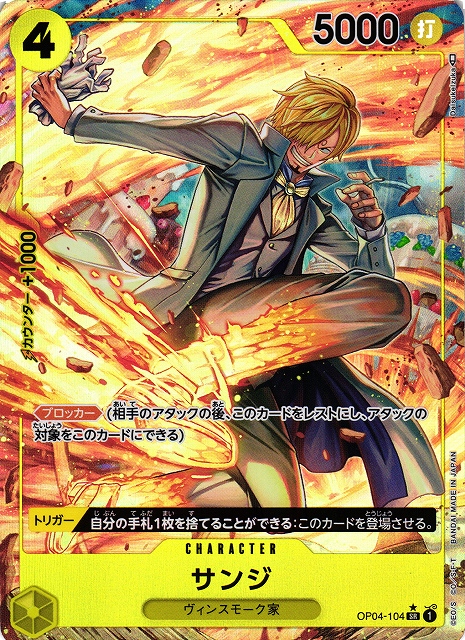 4
5000
打
Daisuketsuka
カウンター +1000
ブロッカー (相手のアタックの後、このカードをレストにし、アタックの
対象をこのカードにできる)
トリガー 自分の手札1枚を捨てることができる:このカードを登場させる。
CHARACTER
サンジ
ヴィンスモーク家
OP04-104 SR 1
BANDAI MADE IN JAPAN